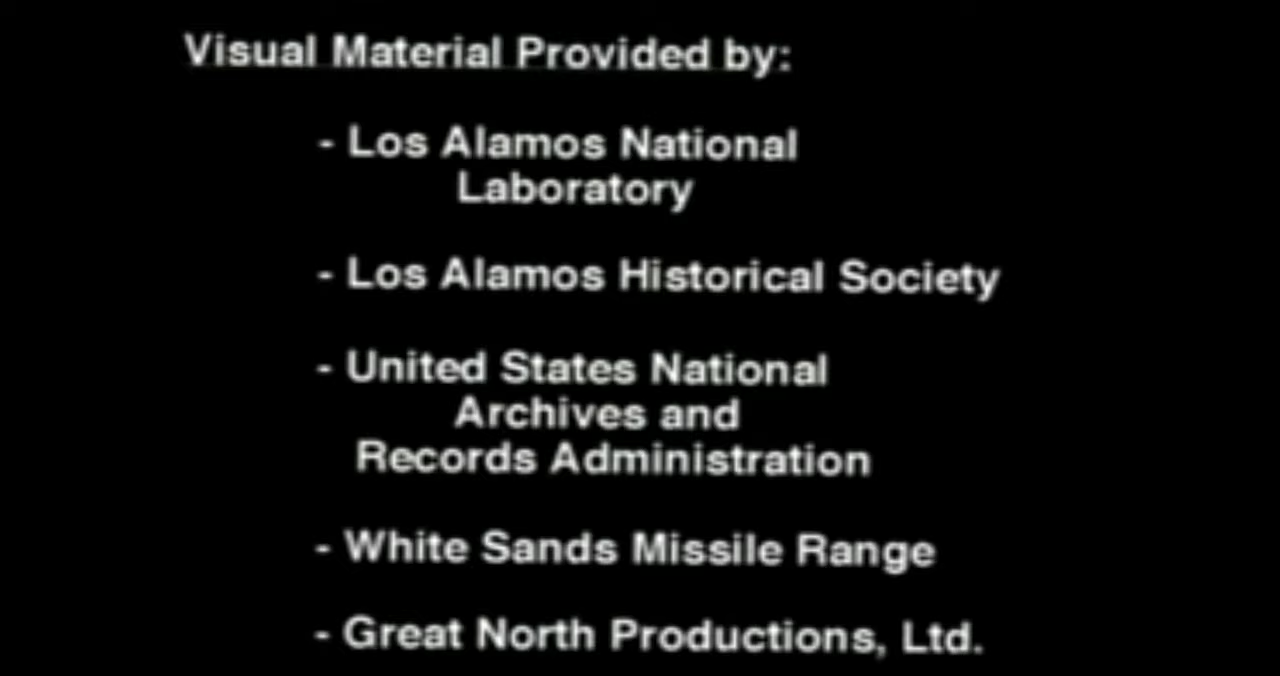 Visual Material Provided by:
- Los Alamos National
Laboratory
- Los Alamos Historical Society
- United States National
Archives and
Records Administration
- White Sands Missile Range
- Great North Productions, Ltd.